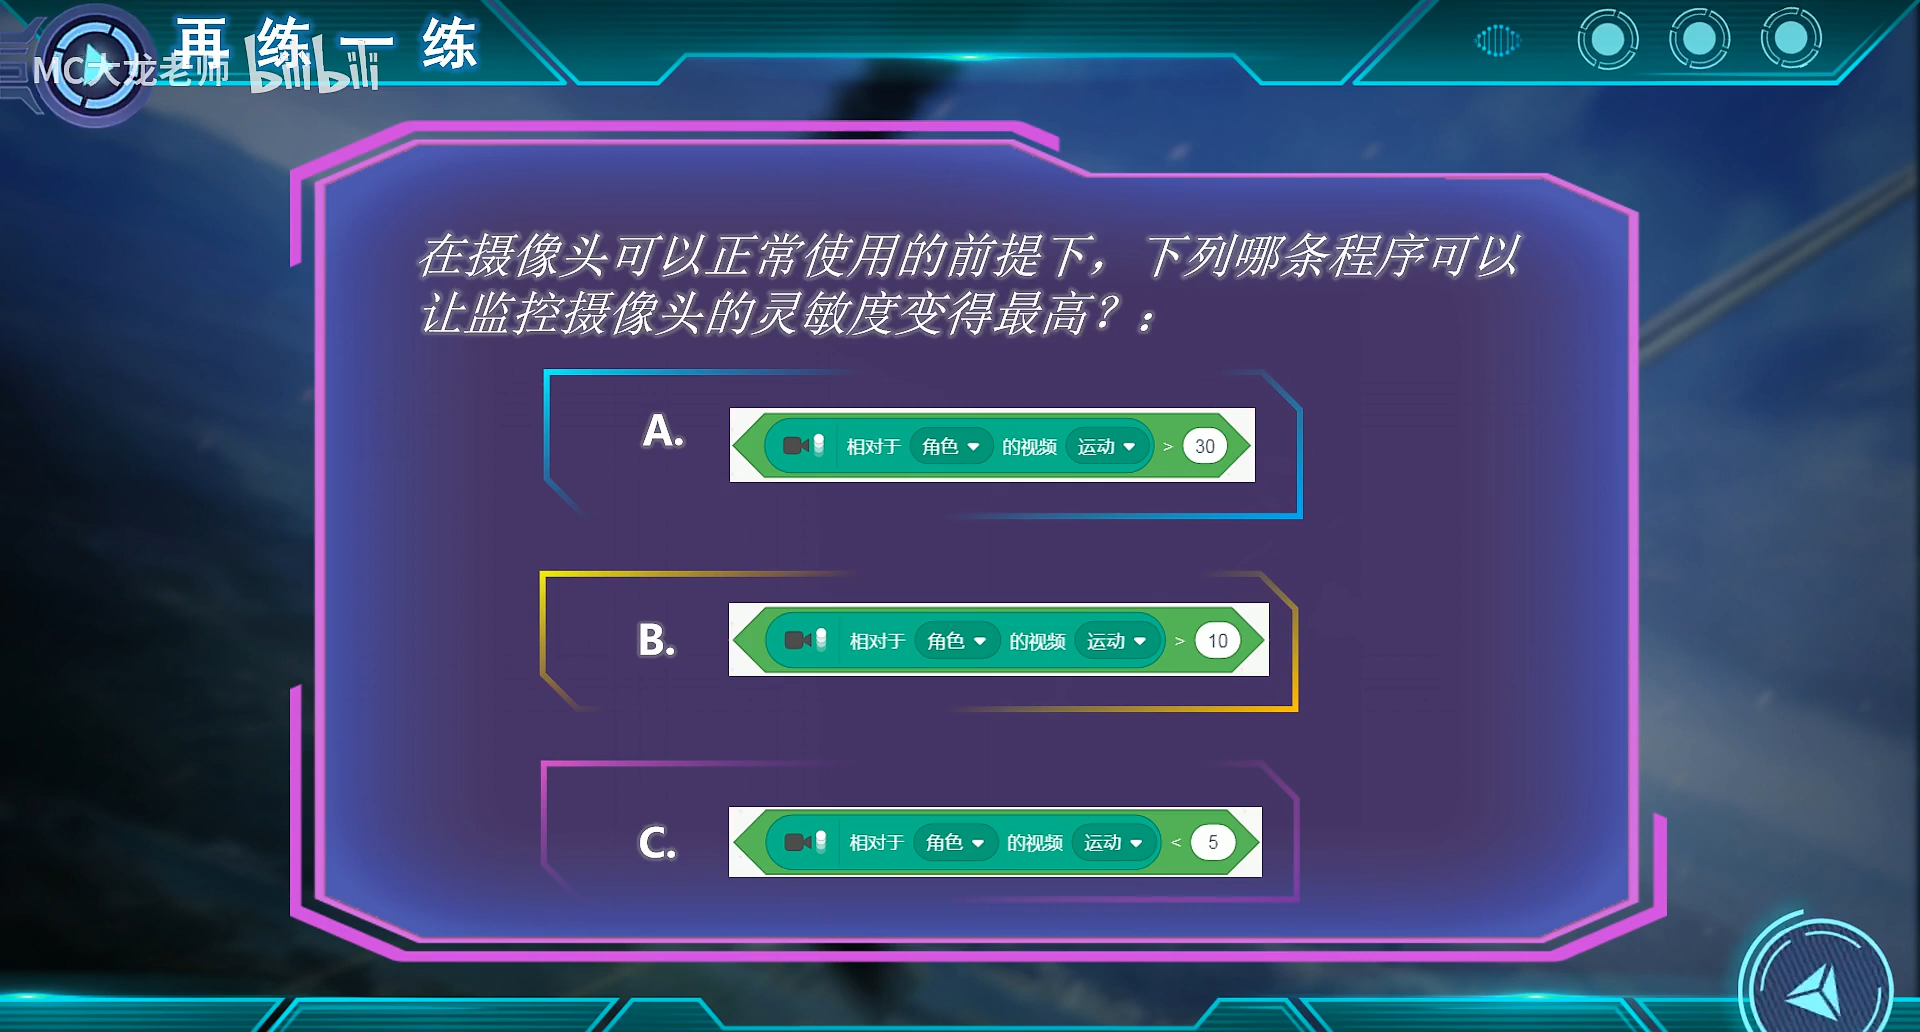 再练一练
MC大龙老师 bilibili
在摄像头可以正常使用的前提下，下列哪条程序可以
让监控摄像头的灵敏度变得最高？：
A. 相对于 角色 的视频 运动 > 30
B. 相对于 角色 的视频 运动 > 10
C. 相对于 角色 的视频 运动 < 5